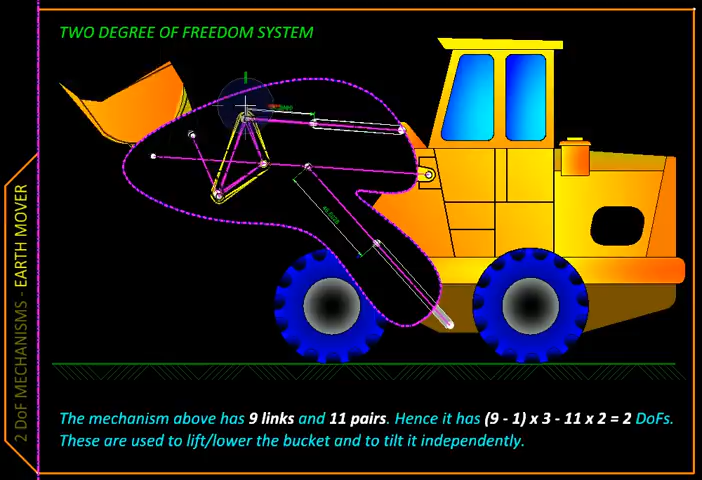 TWO DEGREE OF FREEDOM SYSTEM
2 DoF MECHANISMS - EARTH MOVER
The mechanism above has 9 links and 11 pairs. Hence it has (9 - 1) x 3 - 11 x 2 = 2 DoFs.
These are used to lift/lower the bucket and to tilt it independently.